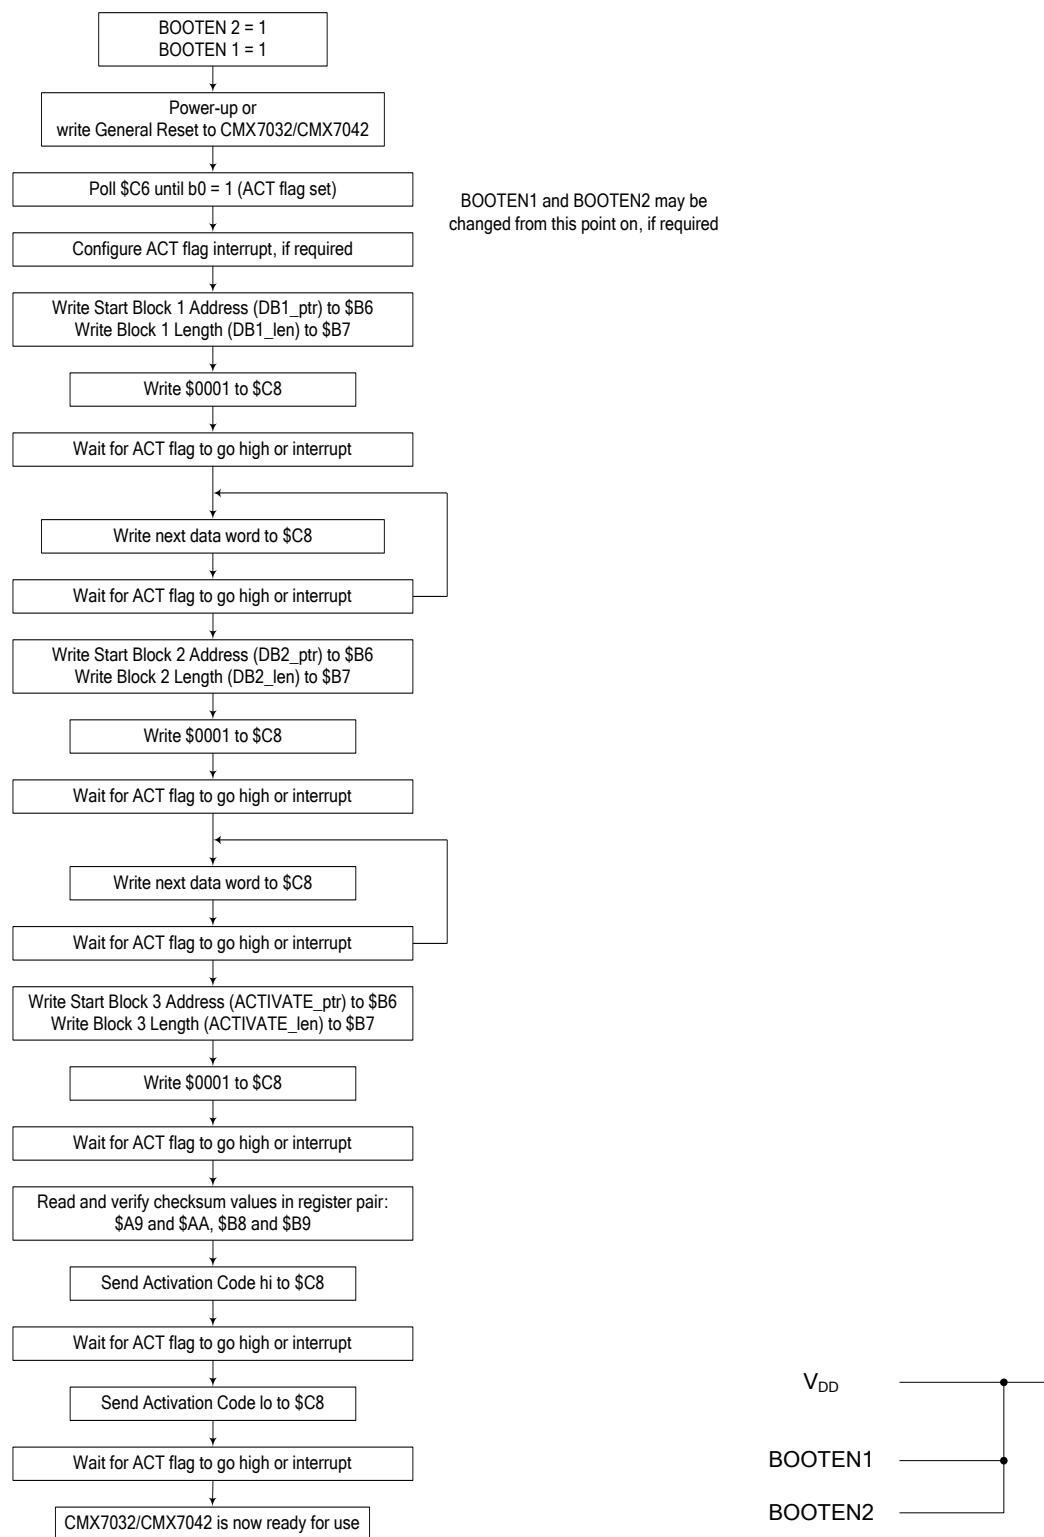 BOOTEN 2 = 1
BOOTEN 1 = 1
Power-up or
write General Reset to CMX7032/CMX7042
Poll $C6 until b0 = 1 (ACT flag set)
BOOTEN1 and BOOTEN2 may be
changed from this point on, if required
Configure ACT flag interrupt, if required
Write Start Block 1 Address (DB1_ptr) to $B6
Write Block 1 Length (DB1_len) to $B7
Write $0001 to $C8
Wait for ACT flag to go high or interrupt
Write next data word to $C8
Wait for ACT flag to go high or interrupt
Write Start Block 2 Address (DB2_ptr) to $B6
Write Block 2 Length (DB2_len) to $B7
Write $0001 to $C8
Wait for ACT flag to go high or interrupt
Write next data word to $C8
Wait for ACT flag to go high or interrupt
Write Start Block 3 Address (ACTIVATE_ptr) to $B6
Write Block 3 Length (ACTIVATE_len) to $B7
Write $0001 to $C8
Wait for ACT flag to go high or interrupt
Read and verify checksum values in register pair:
$A9 and $AA, $B8 and $B9
Send Activation Code hi to $C8
Wait for ACT flag to go high or interrupt
Send Activation Code lo to $C8
Wait for ACT flag to go high or interrupt
CMX7032/CMX7042 is now ready for use
VDD
BOOTEN1
BOOTEN2